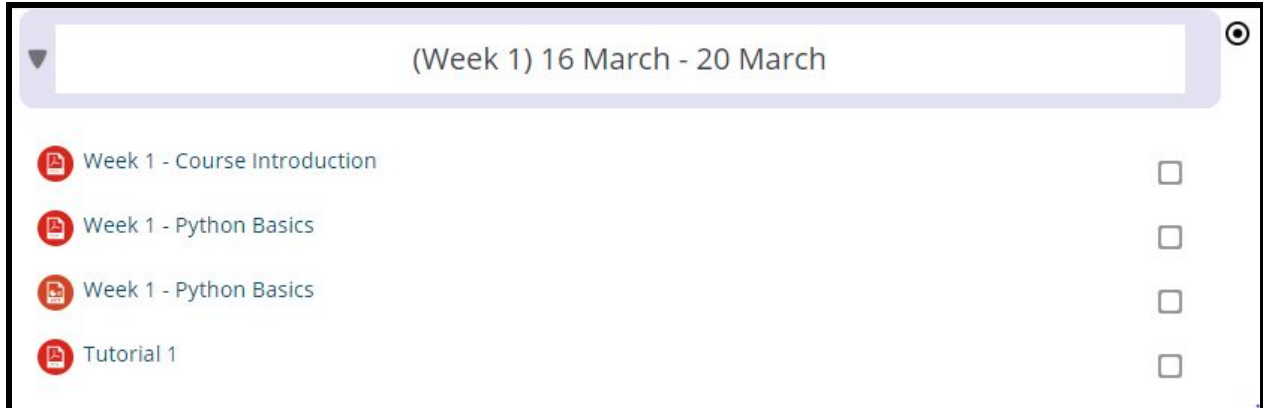 (Week 1) 16 March - 20 March
Week 1 - Course Introduction
Week 1 - Python Basics
Week 1 - Python Basics
Tutorial 1